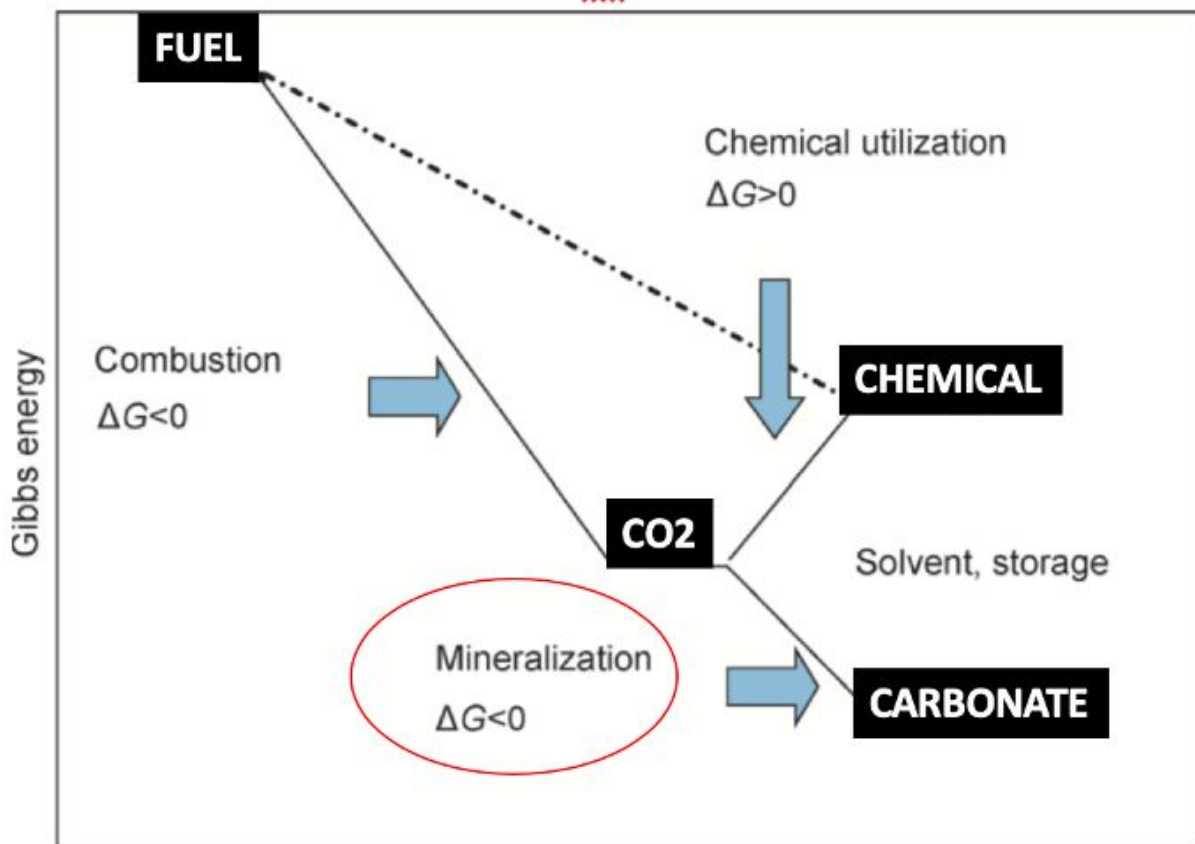 FUEL
Chemical utilization
ΔG>0
Combustion
ΔG<0
CHEMICAL
Gibbs energy
CO2
Solvent, storage
Mineralization
ΔG<0
CARBONATE